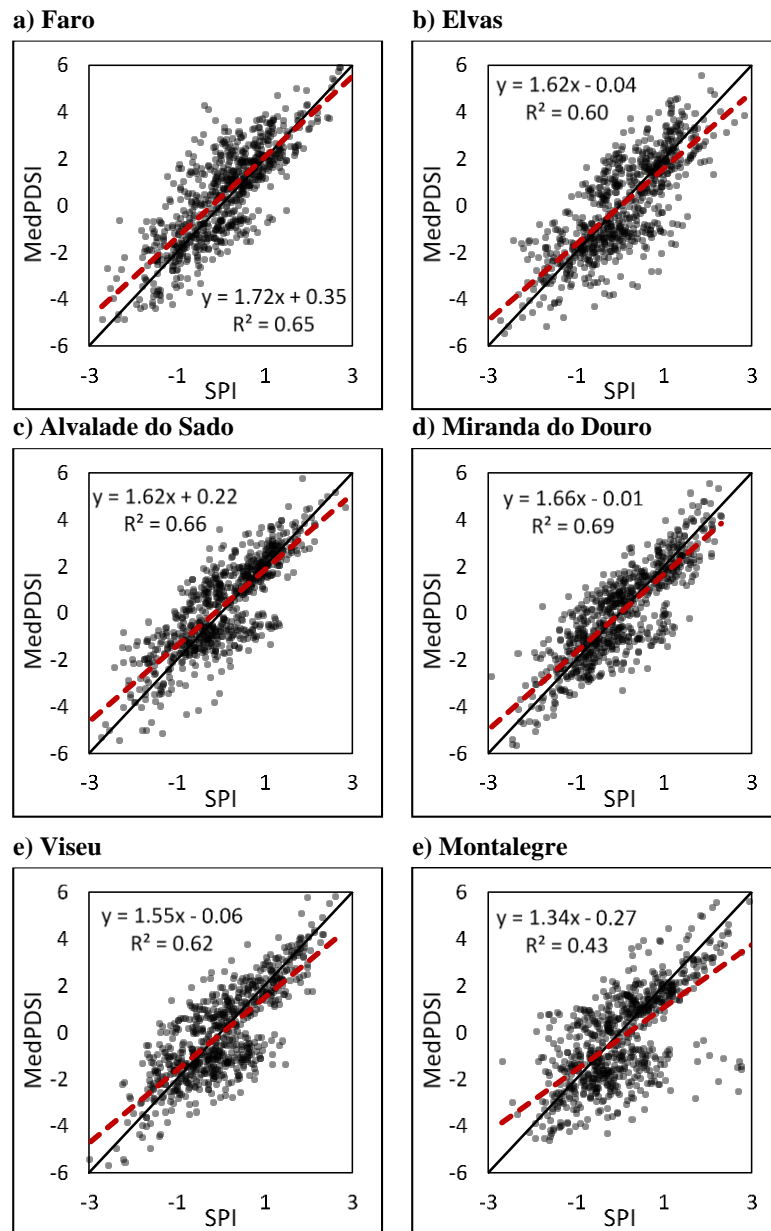 a) Faro
6
4
2
0
-2
-4
-6
MedPDSI
y = 1.72x + 0.35
R² = 0.65
-3 -1 1 3
SPI
b) Elvas
6
4
2
0
-2
-4
-6
MedPDSI
y = 1.62x - 0.04
R² = 0.60
-3 -1 1 3
SPI
c) Alvalade do Sado
6
4
2
0
-2
-4
-6
MedPDSI
y = 1.62x + 0.22
R² = 0.66
-3 -1 1 3
SPI
d) Miranda do Douro
6
4
2
0
-2
-4
-6
MedPDSI
y = 1.66x - 0.01
R² = 0.69
-3 -1 1 3
SPI
e) Viseu
6
4
2
0
-2
-4
-6
MedPDSI
y = 1.55x - 0.06
R² = 0.62
-3 -1 1 3
SPI
e) Montalegre
6
4
2
0
-2
-4
-6
MedPDSI
y = 1.34x - 0.27
R² = 0.43
-3 -1 1 3
SPI